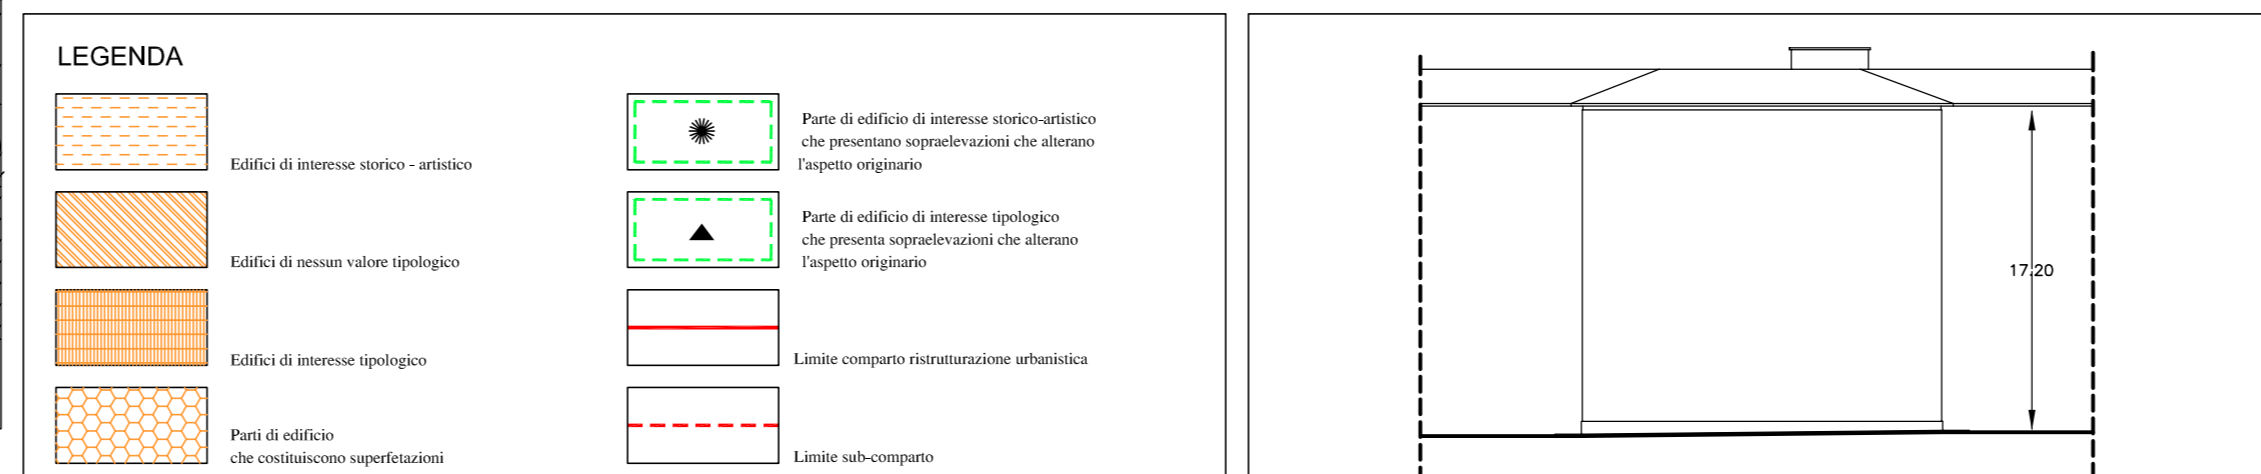 LEGENDA
Edifici di interesse storico - artistico
Edifici di nessun valore tipologico
Edifici di interesse tipologico
Parti di edificio
che costituiscono superfetazioni
Parte di edificio di interesse storico-artistico
che presentano sopraelevazioni che alterano
l'aspetto originario
Parte di edificio di interesse tipologico
che presenta sopraelevazioni che alterano
l'aspetto originario
Limite comparto ristrutturazione urbanistica
Limite sub-comparto
17.20